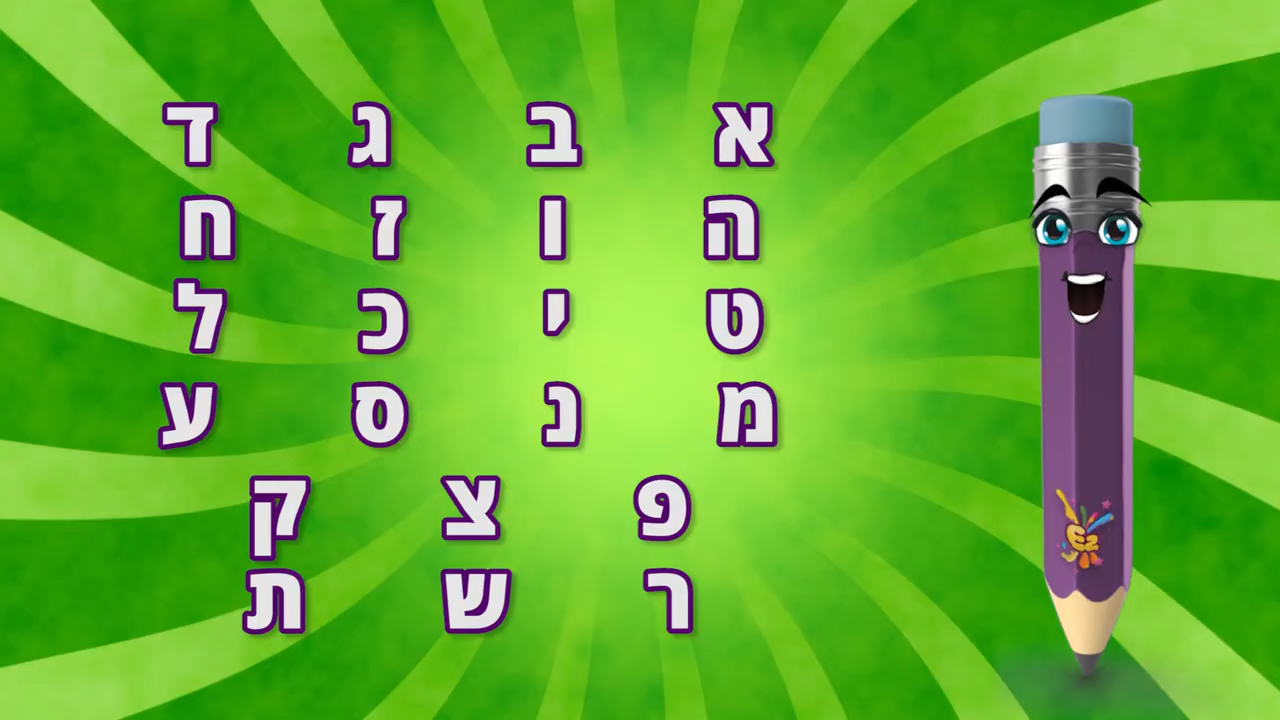 א ב ג ד
ה ו ז ח
ט י כ ל
מ נ ס ע
פ צ ק
ר ש ת